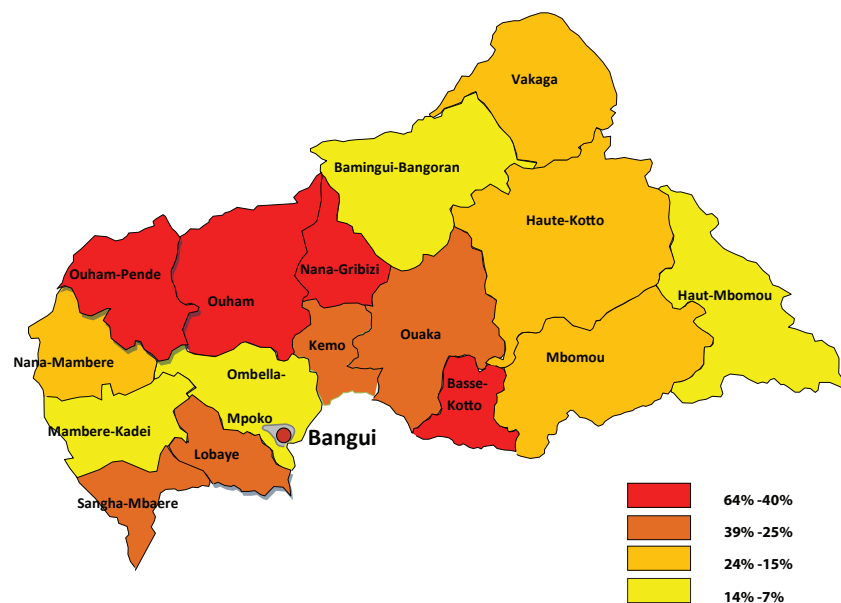 Vakaga
Bamingui-Bangoran
Haute-Kotto
Ouham-Pende
Nana-Gribizi
Ouham
Haut-Mbomou
Kemo
Ouaka
Nana-Mambere
Mbomou
Ombella-
Mpoko
Basse-
Kotto
Mambere-Kadei
Bangui
Lobaye
Sangha-Mbaere
64% -40%
39% -25%
24% -15%
14% -7%